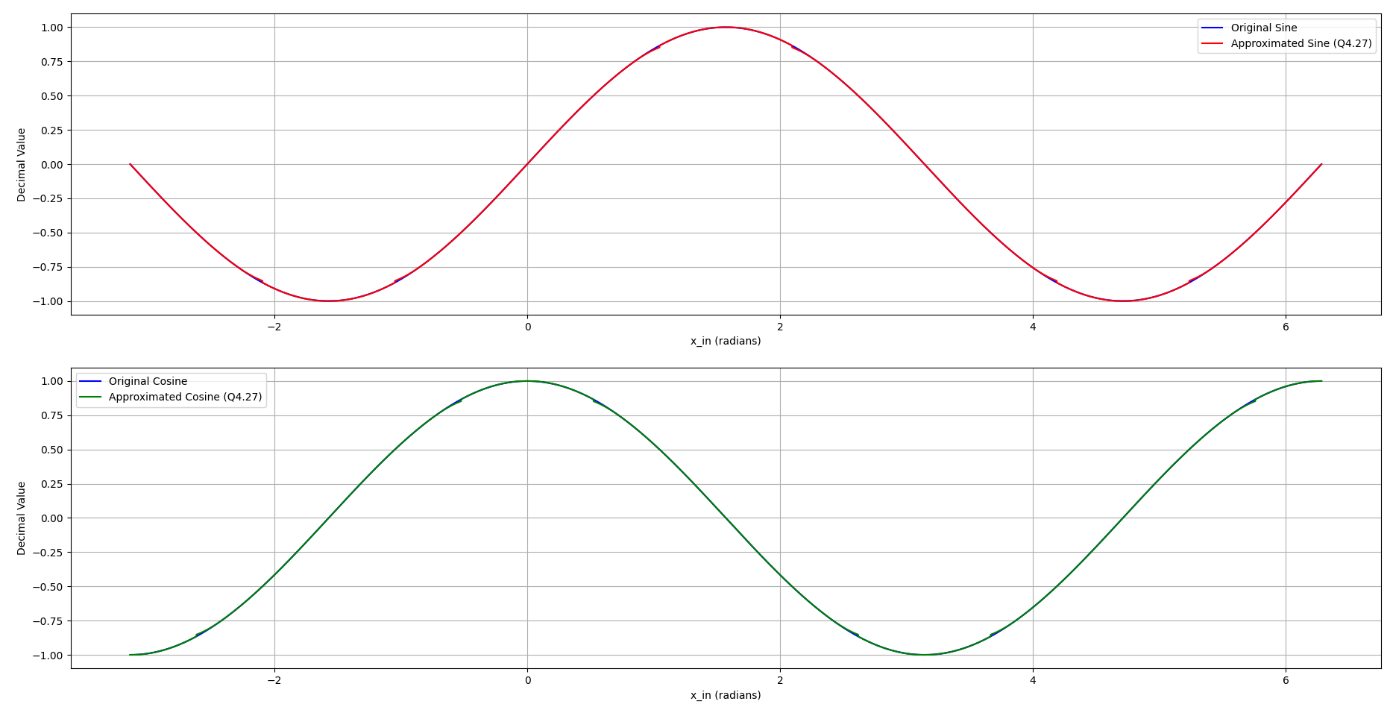 1.00
0.75
0.50
0.25
0.00
−0.25
−0.50
−0.75
−1.00
Decimal Value
Original Sine
Approximated Sine (Q4.27)
−2 0 2 4 6
x_in (radians)
1.00
0.75
0.50
0.25
0.00
−0.25
−0.50
−0.75
−1.00
Decimal Value
Original Cosine
Approximated Cosine (Q4.27)
−2 0 2 4 6
x_in (radians)